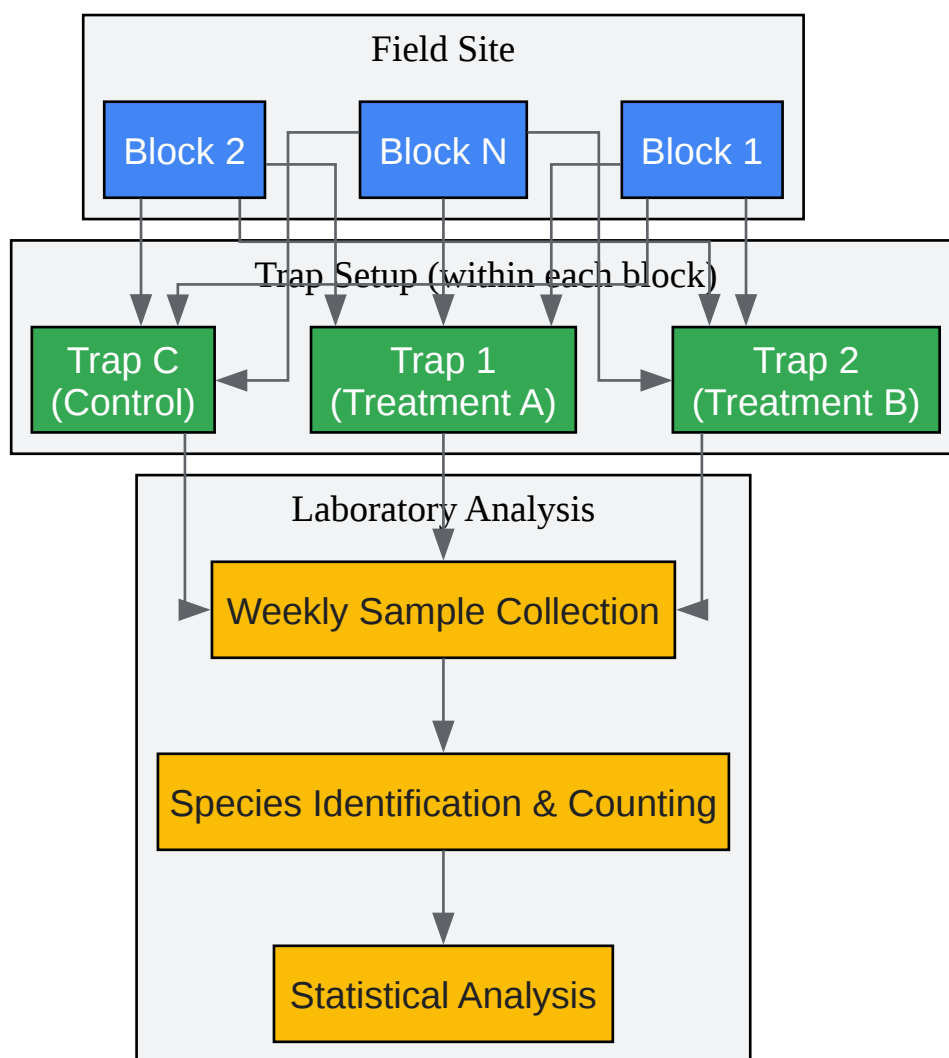 Field Site
Block 2
Block N
Block 1
Trap Setup (within each block)
Trap C
(Control)
Trap 1
(Treatment A)
Trap 2
(Treatment B)
Laboratory Analysis
Weekly Sample Collection
Species Identification & Counting
Statistical Analysis